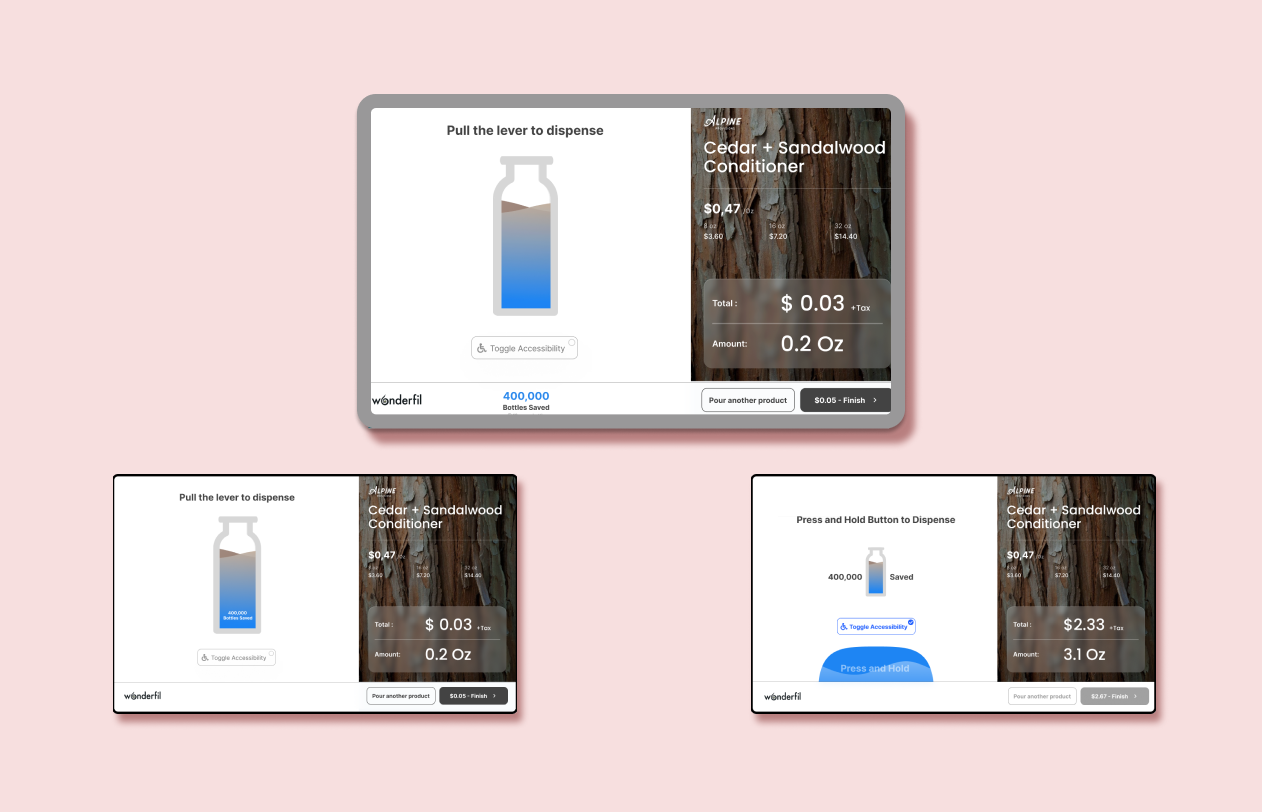 Pull the lever to dispense
Toggle Accessibility
wonderfil
400,000
Bottles Saved
ALPINE
Cedar + Sandalwood
Conditioner
$0,47 /Oz
8 oz 16 oz 32 oz
$3.60 $7.20 $14.40
Total : $ 0.03 +Tax
Amount: 0.2 Oz
Pour another product
$0.05 - Finish >
Pull the lever to dispense
400,000
Bottles Saved
Toggle Accessibility
wonderfil
ALPINE
Cedar + Sandalwood
Conditioner
$0,47 /Oz
8 oz 16 oz 32 oz
$3.60 $7.20 $14.40
Total : $ 0.03 +Tax
Amount: 0.2 Oz
Pour another product
$0.05 - Finish >
Press and Hold Button to Dispense
400,000 Saved
Toggle Accessibility
Press and Hold
wonderfil
ALPINE
Cedar + Sandalwood
Conditioner
$0,47 /Oz
8 oz 16 oz 32 oz
$3.60 $7.20 $14.40
Total : $2.33 +Tax
Amount: 3.1 Oz
Pour another product
$2.67 - Finish >